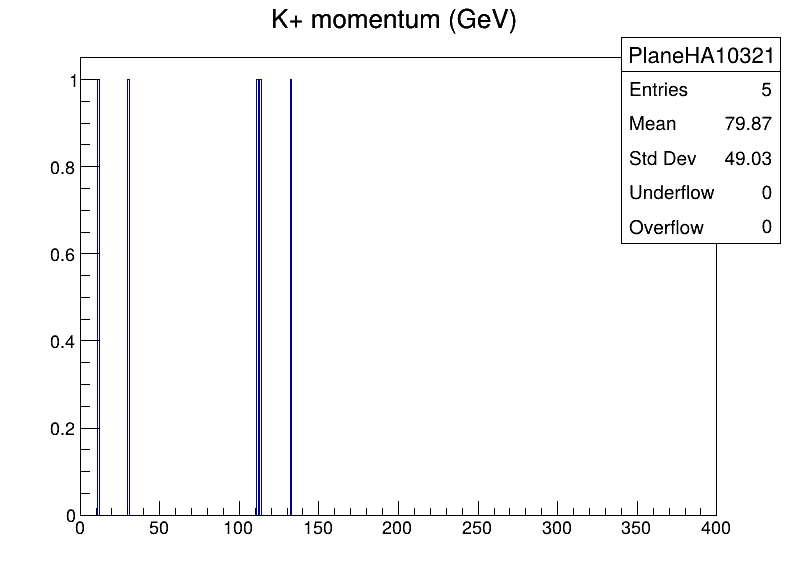 K+ momentum (GeV)
PlaneHA10321
Entries 5
Mean 79.87
Std Dev 49.03
Underflow 0
Overflow 0
1
0.8
0.6
0.4
0.2
0
0 50 100 150 200 250 300 350 400